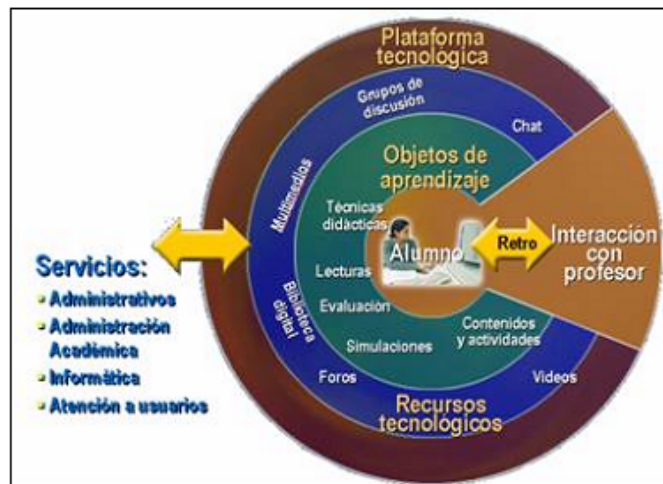 Plataforma
tecnológica
Grupos de
discusión
Chat
Multimedios
Objetos de
aprendizaje
Técnicas
didácticas
Alumno
Retro
Interacción
con
profesor
Servicios:
Administrativos
Administración
Académica
Informática
Atención a usuarios
Lecturas
Biblioteca
digital
Evaluación
Simulaciones
Contenidos
y actividades
Foros
Videos
Recursos
tecnológicos